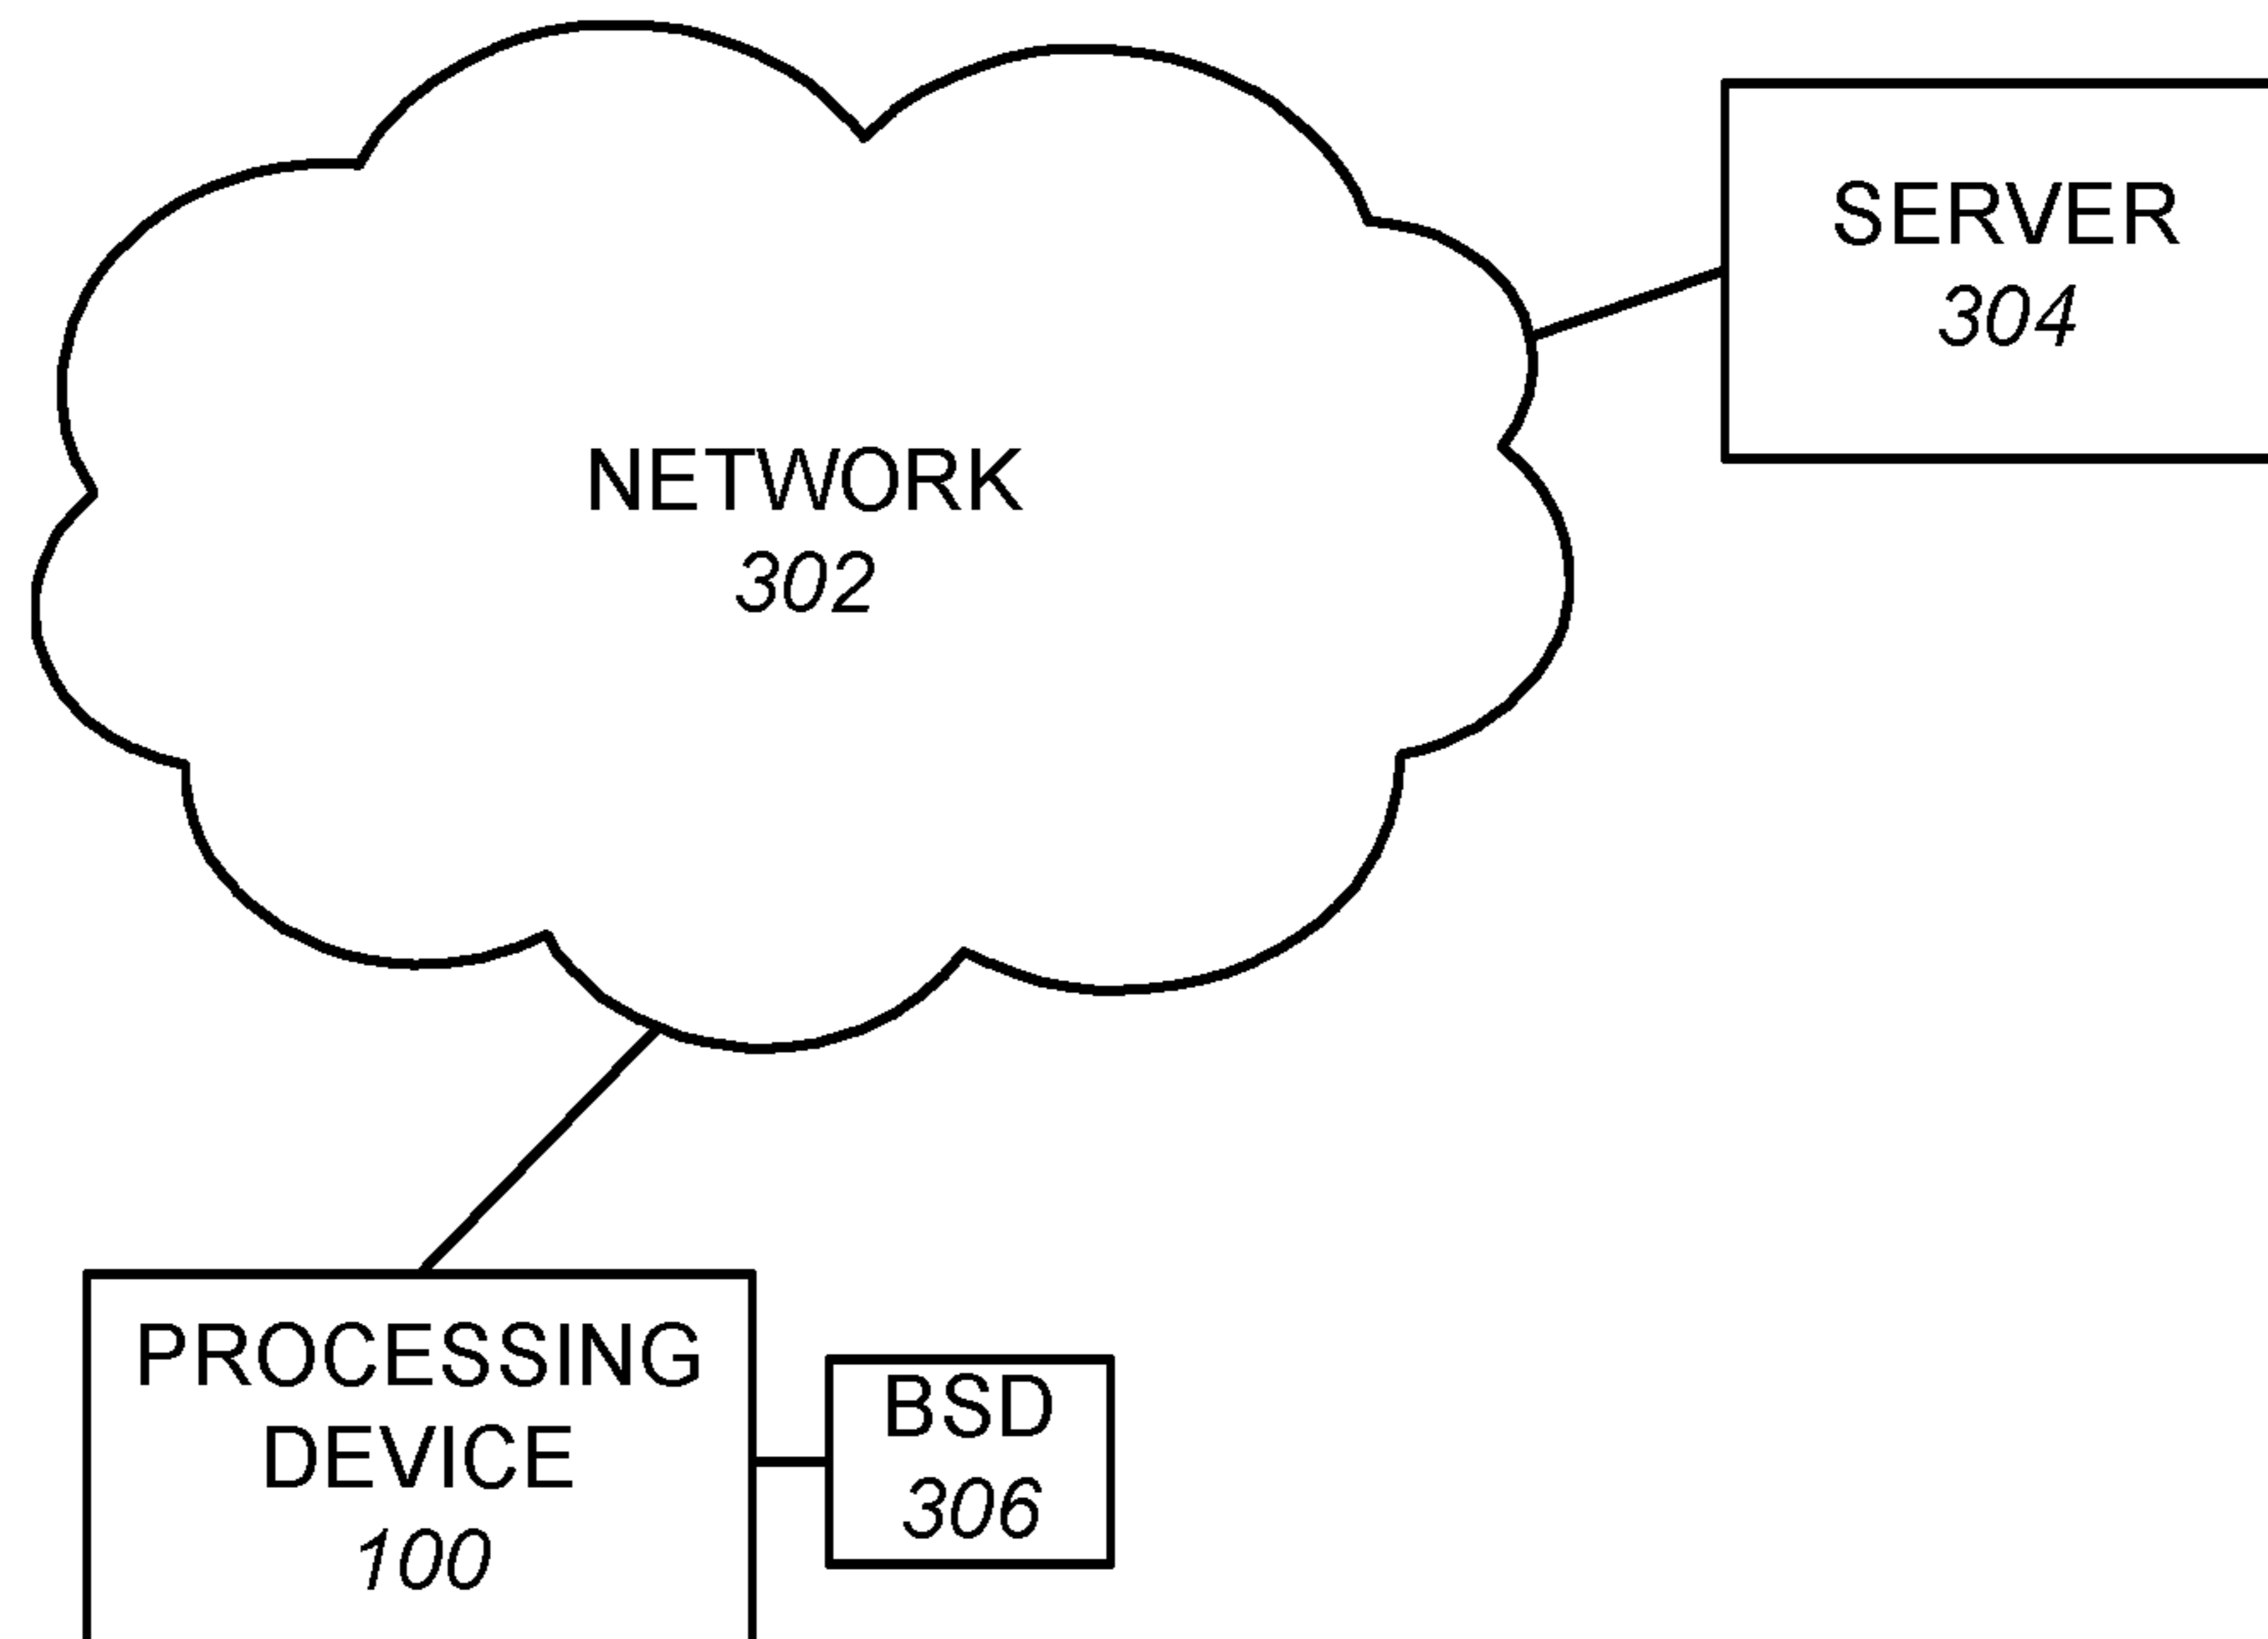 SERVER
304
NETWORK
302
PROCESSING
DEVICE
100
BSD
306